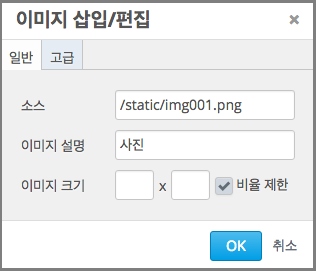 이미지 삽입/편집 ×
일반 고급
소스 /static/img001.png
이미지 설명 사진
이미지 크기 x 비율 제한
OK 취소